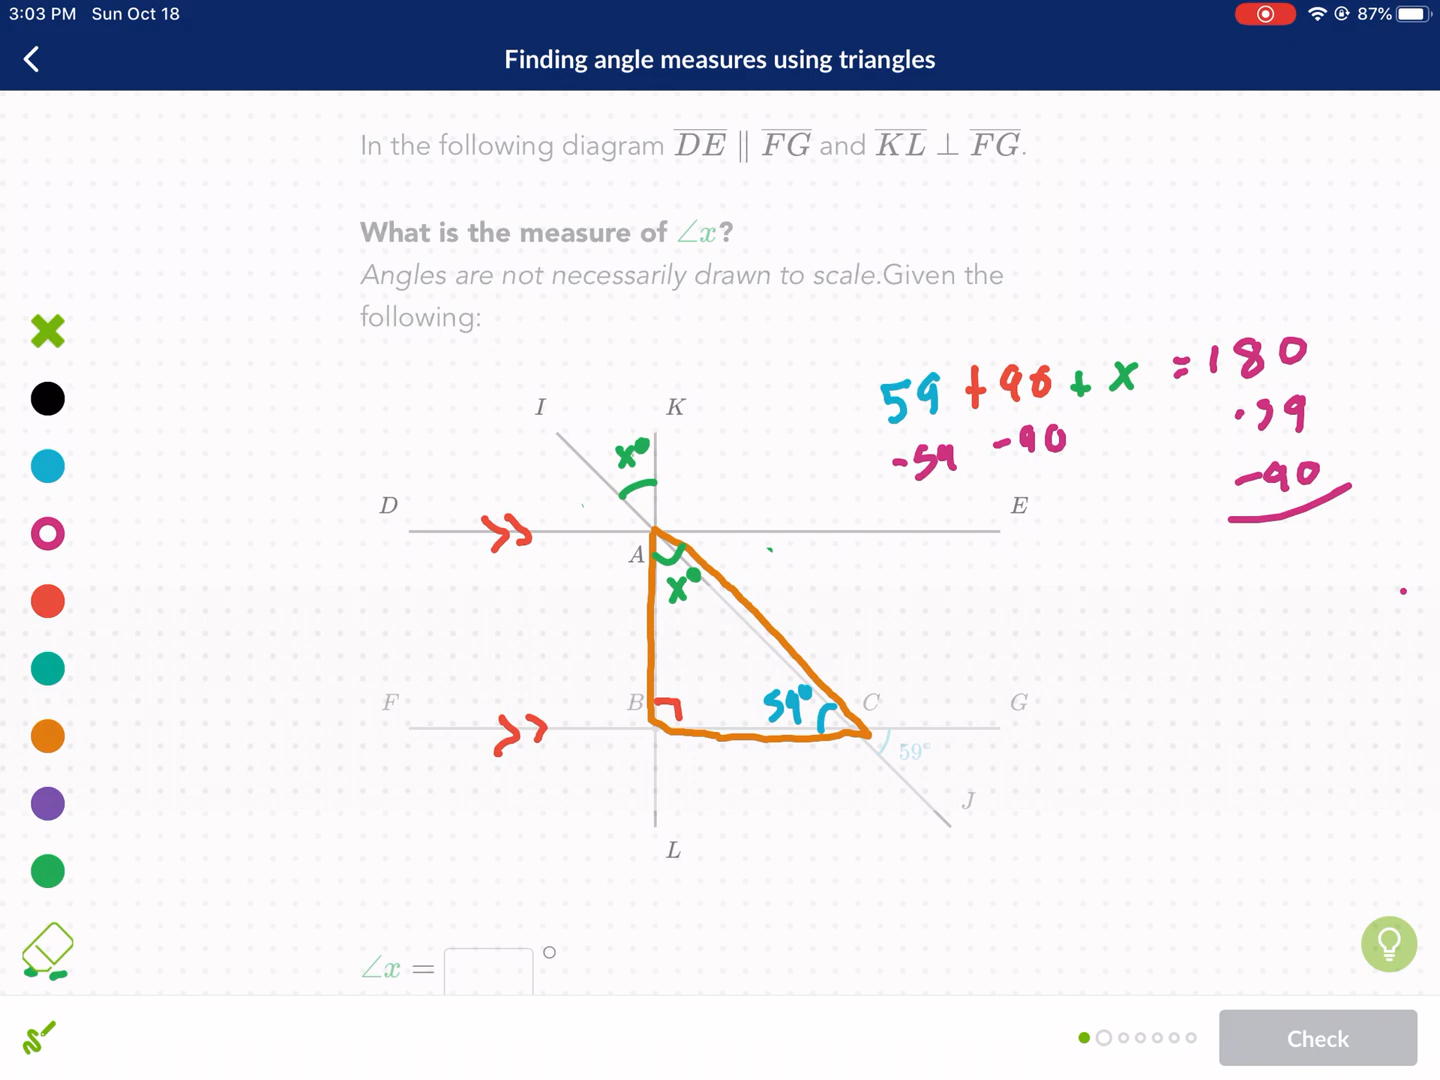 3:03 PM Sun Oct 18 87%
Finding angle measures using triangles
In the following diagram DE ∥ FG and KL ⊥ FG.
What is the measure of ∠x?
Angles are not necessarily drawn to scale.Given the
following:
59 + 90 + x = 180
-59 -90 -59
-90
I K
x°
D E
A
x°
F B 59° C G
59°
J
L
∠x = °
Check